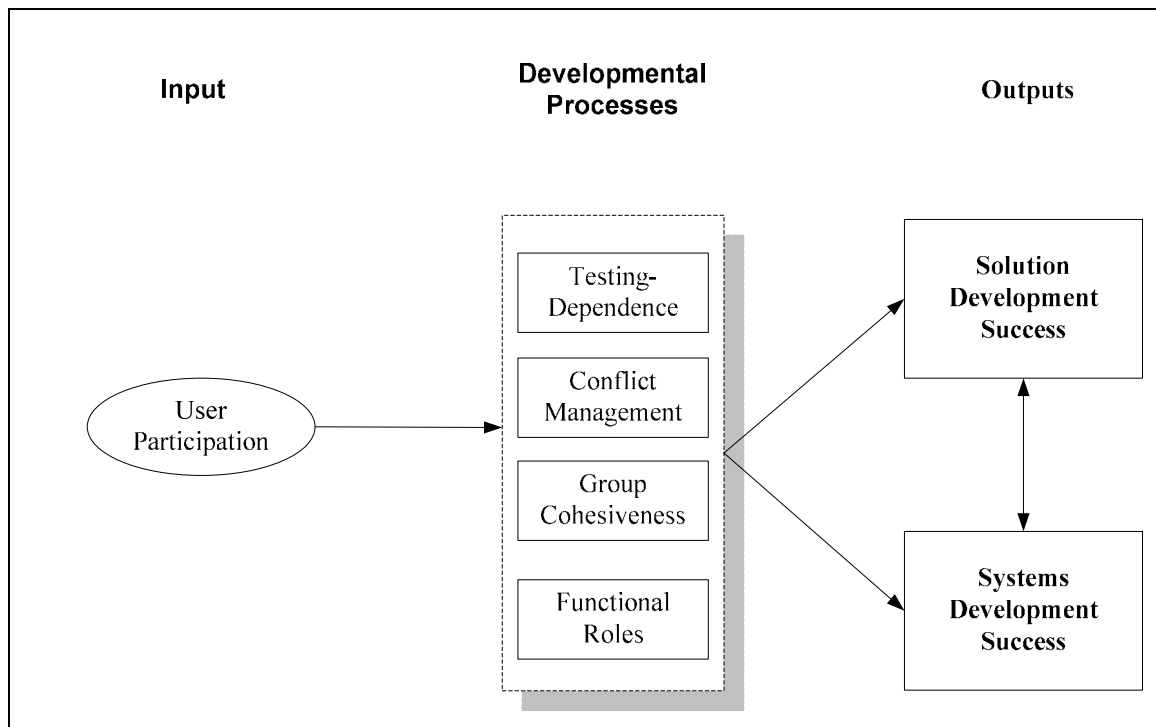 Input
Developmental
Processes
Outputs
User
Participation
Testing-
Dependence
Conflict
Management
Group
Cohesiveness
Functional
Roles
Solution
Development
Success
Systems
Development
Success